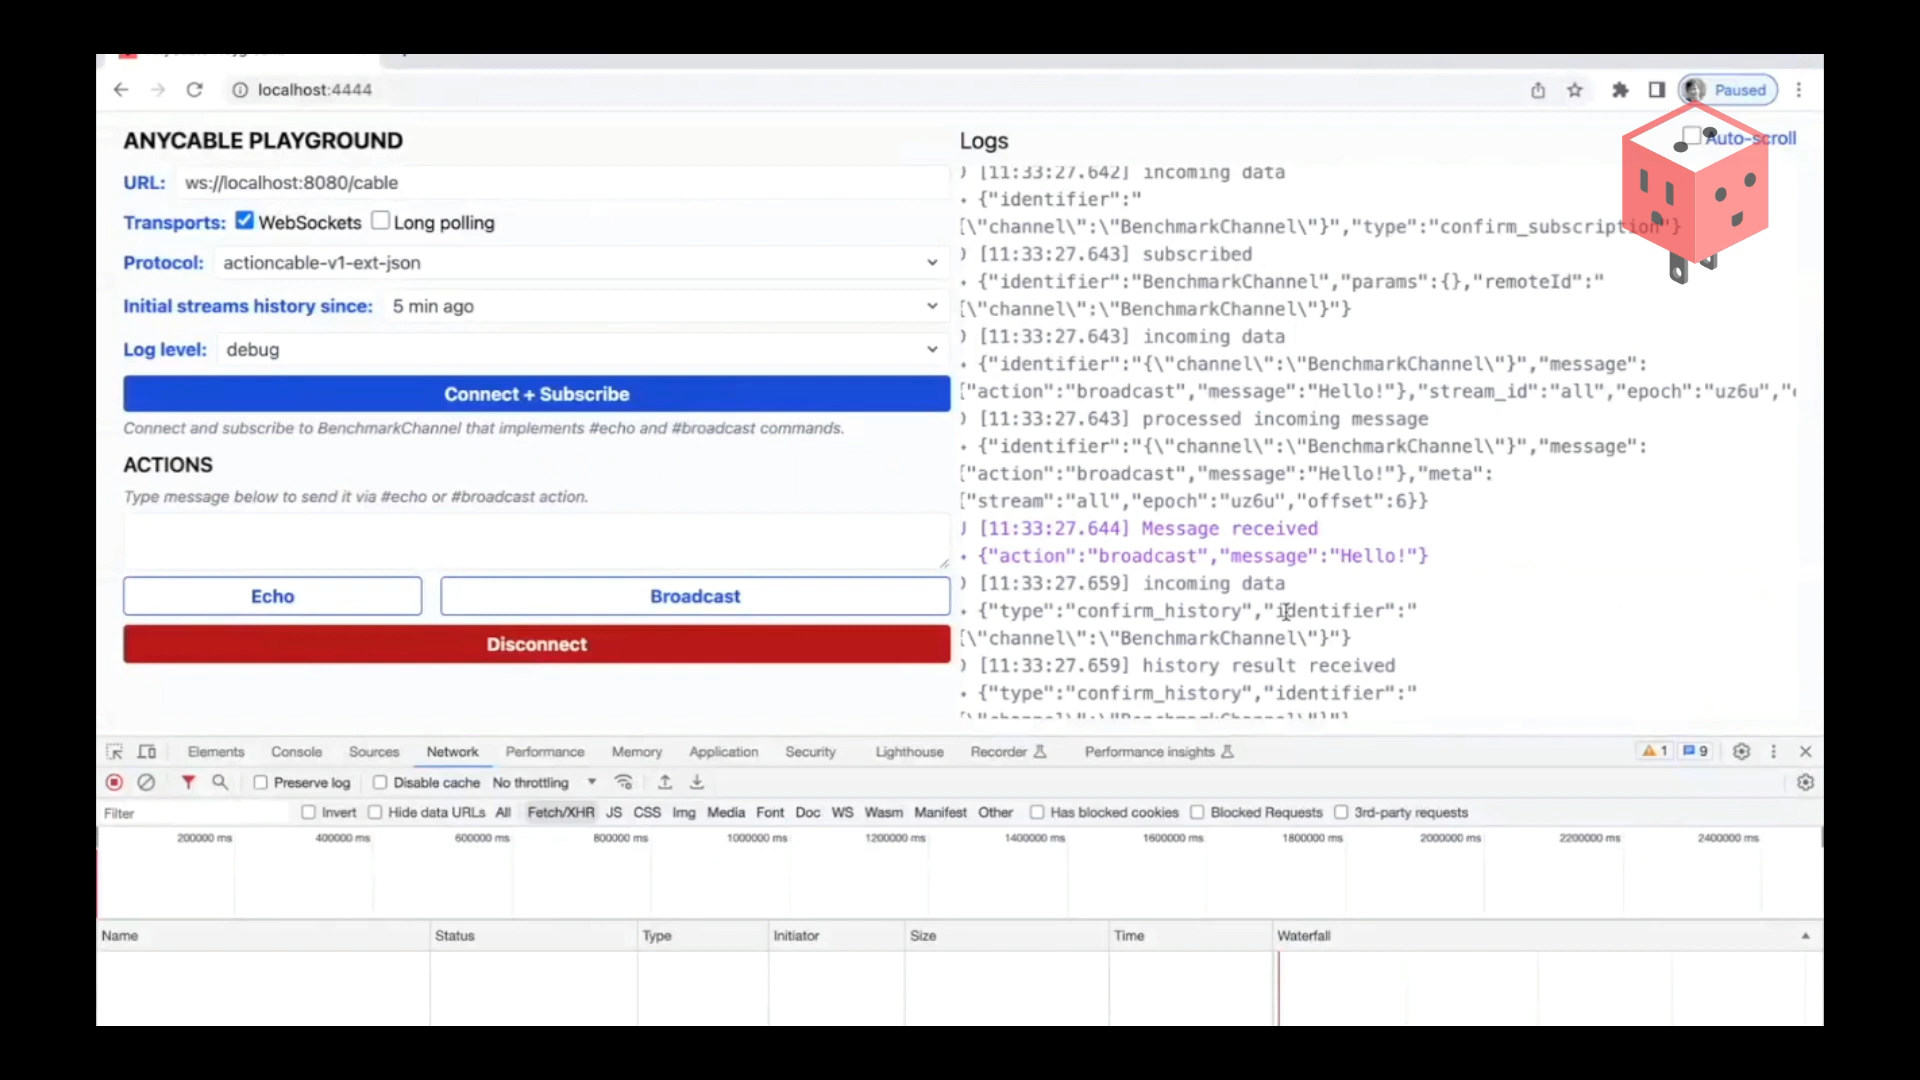 localhost:4444
Paused
ANYCABLE PLAYGROUND
URL: ws://localhost:8080/cable
Transports: WebSockets Long polling
Protocol: actioncable-v1-ext-json
Initial streams history since: 5 min ago
Log level: debug
Connect + Subscribe
Connect and subscribe to BenchmarkChannel that implements #echo and #broadcast commands.
ACTIONS
Type message below to send it via #echo or #broadcast action.
Echo Broadcast
Disconnect
Logs
Auto-scroll
[11:33:27.642] incoming data
{"identifier":"
{\"channel\":\"BenchmarkChannel\"}","type":"confirm_subscription"}
[11:33:27.643] subscribed
{"identifier":"BenchmarkChannel","params":{},"remoteId":"
{\"channel\":\"BenchmarkChannel\"}"}
[11:33:27.643] incoming data
{"identifier":"{\"channel\":\"BenchmarkChannel\"}","message":
{"action":"broadcast","message":"Hello!"},"stream_id":"all","epoch":"uz6u","
[11:33:27.643] processed incoming message
{"identifier":"{\"channel\":\"BenchmarkChannel\"}","message":
{"action":"broadcast","message":"Hello!"},"meta":
{"stream":"all","epoch":"uz6u","offset":6}}
[11:33:27.644] Message received
{"action":"broadcast","message":"Hello!"}
[11:33:27.659] incoming data
{"type":"confirm_history","identifier":"
{\"channel\":\"BenchmarkChannel\"}"}
[11:33:27.659] history result received
{"type":"confirm_history","identifier":"
{\"channel\":\"BenchmarkChannel\"}"}
Elements Console Sources Network Performance Memory Application Security Lighthouse Recorder Performance insights 1 9
Preserve log Disable cache No throttling
Filter Invert Hide data URLs All Fetch/XHR JS CSS Img Media Font Doc WS Wasm Manifest Other Has blocked cookies Blocked Requests 3rd-party requests
200000 ms 400000 ms 600000 ms 800000 ms 1000000 ms 1200000 ms 1400000 ms 1600000 ms 1800000 ms 2000000 ms 2200000 ms 2400000 ms
Name Status Type Initiator Size Time Waterfall